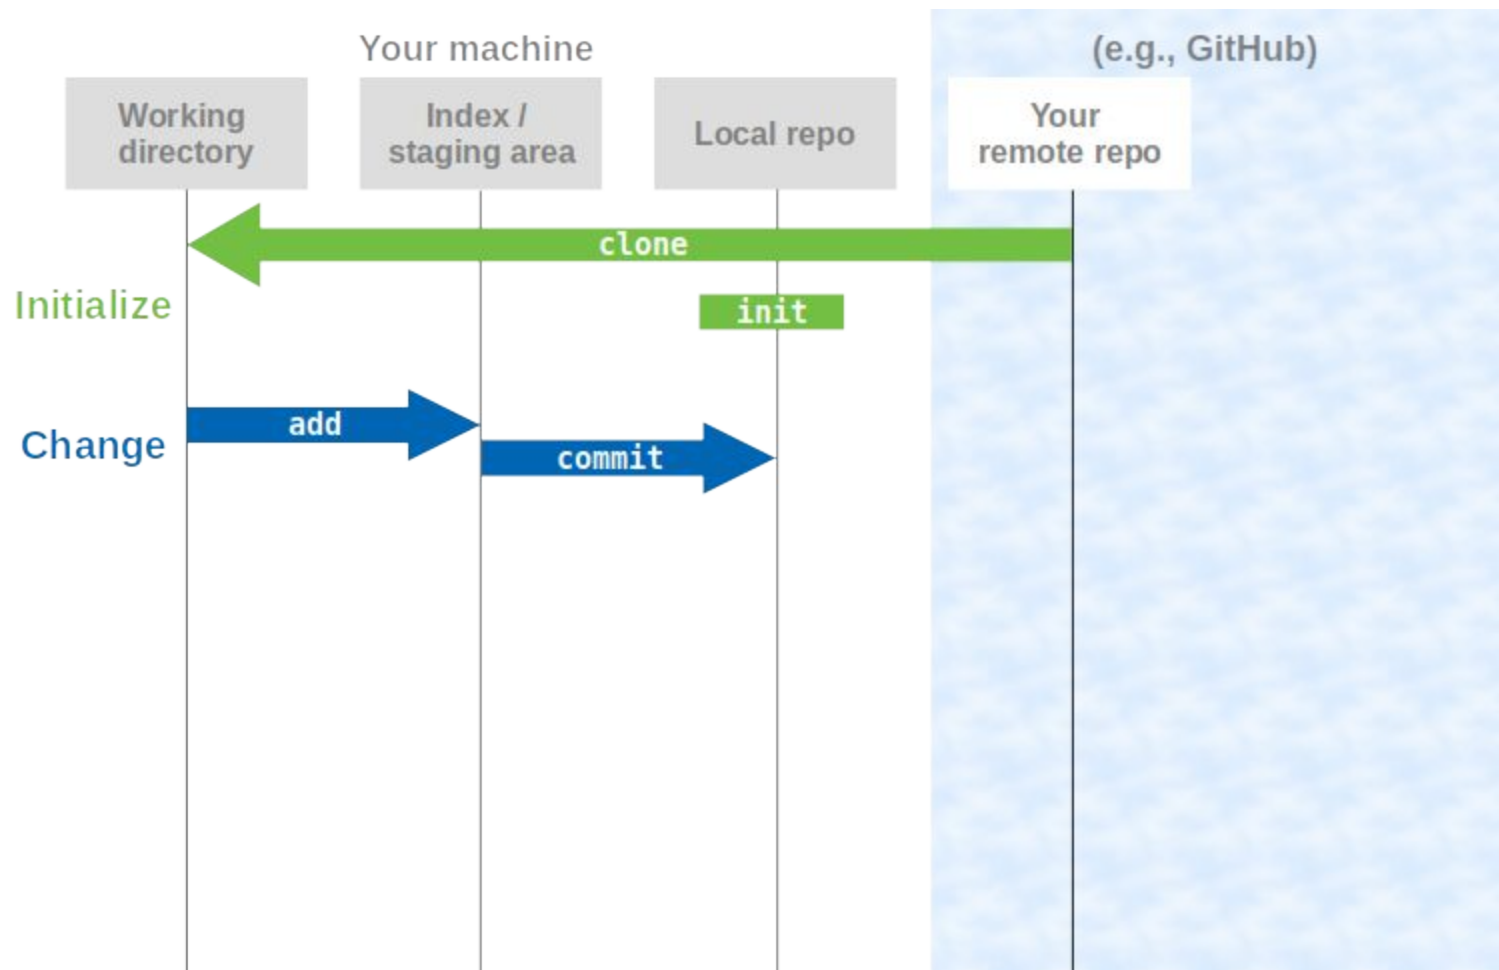 Your machine
(e.g., GitHub)
Working
directory
Index /
staging area
Local repo
Your
remote repo
clone
Initialize
init
add
Change
commit